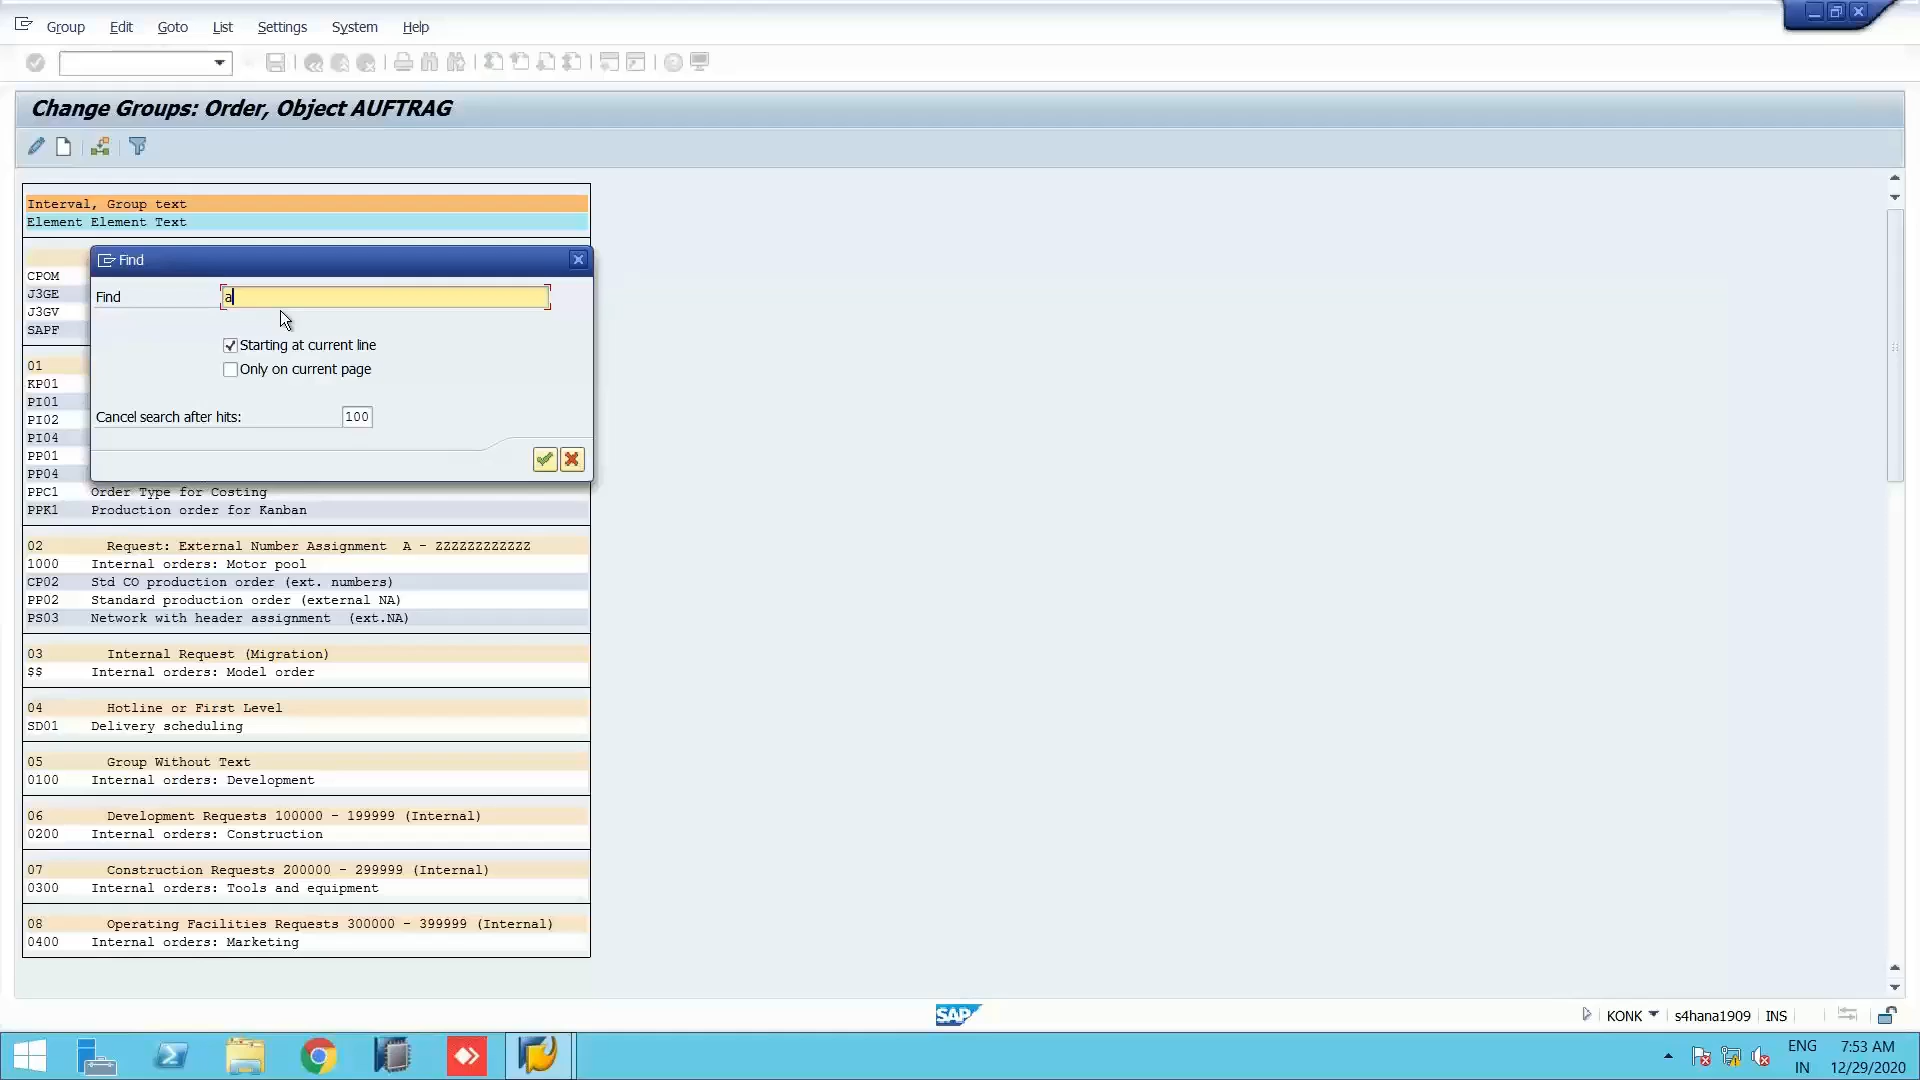 Group Edit Goto List Settings System Help
Change Groups: Order, Object AUFTRAG
Interval, Group text
Element Element Text
CPOM
J3GE
J3GV
SAPF
Find
Find a
Starting at current line
Only on current page
Cancel search after hits: 100
01
KP01
PI01
PI02
PI04
PP01
PP04
PPC1 Order Type for Costing
PPK1 Production order for Kanban
02 Request: External Number Assignment A - ZZZZZZZZZZZZ
1000 Internal orders: Motor pool
CP02 Std CO production order (ext. numbers)
PP02 Standard production order (external NA)
PS03 Network with header assignment (ext.NA)
03 Internal Request (Migration)
$$ Internal orders: Model order
04 Hotline or First Level
SD01 Delivery scheduling
05 Group Without Text
0100 Internal orders: Development
06 Development Requests 100000 - 199999 (Internal)
0200 Internal orders: Construction
07 Construction Requests 200000 - 299999 (Internal)
0300 Internal orders: Tools and equipment
08 Operating Facilities Requests 300000 - 399999 (Internal)
0400 Internal orders: Marketing
SAP
KONK s4hana1909 INS
ENG 7:53 AM
IN 12/29/2020